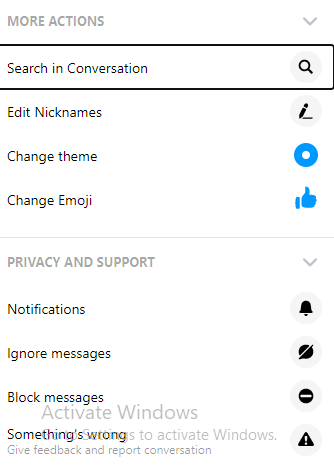 MORE ACTIONS
Search in Conversation
Edit Nicknames
Change theme
Change Emoji
PRIVACY AND SUPPORT
Notifications
Ignore messages
Block messages
Activate Windows
Something's wrong
Go to Settings to activate Windows.
Give feedback and report conversation